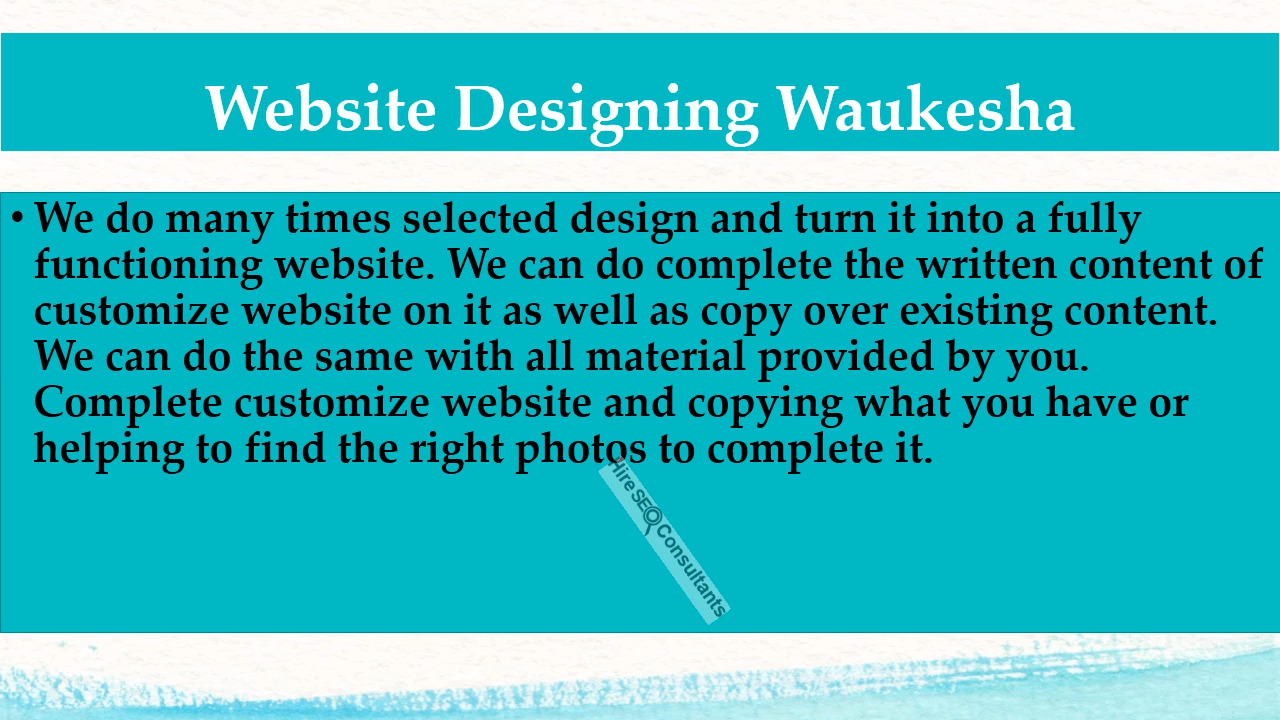 Website Designing Waukesha
• We do many times selected design and turn it into a fully
functioning website. We can do complete the written content of
customize website on it as well as copy over existing content.
We can do the same with all material provided by you.
Complete customize website and copying what you have or
helping to find the right photos to complete it.
Hire SEO Consultants